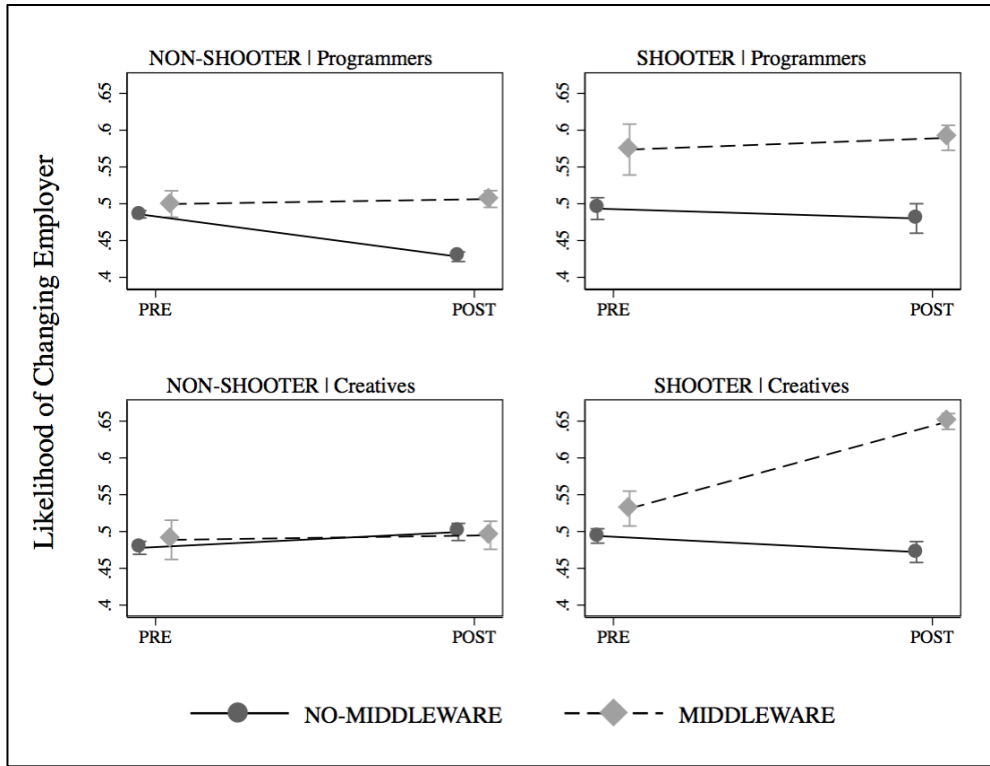 Likelihood of Changing Employer
NON-SHOOTER | Programmers
.65
.6
.55
.5
.45
.4
PRE
POST
SHOOTER | Programmers
.65
.6
.55
.5
.45
.4
PRE
POST
NON-SHOOTER | Creatives
.65
.6
.55
.5
.45
.4
PRE
POST
SHOOTER | Creatives
.65
.6
.55
.5
.45
.4
PRE
POST
NO-MIDDLEWARE
MIDDLEWARE